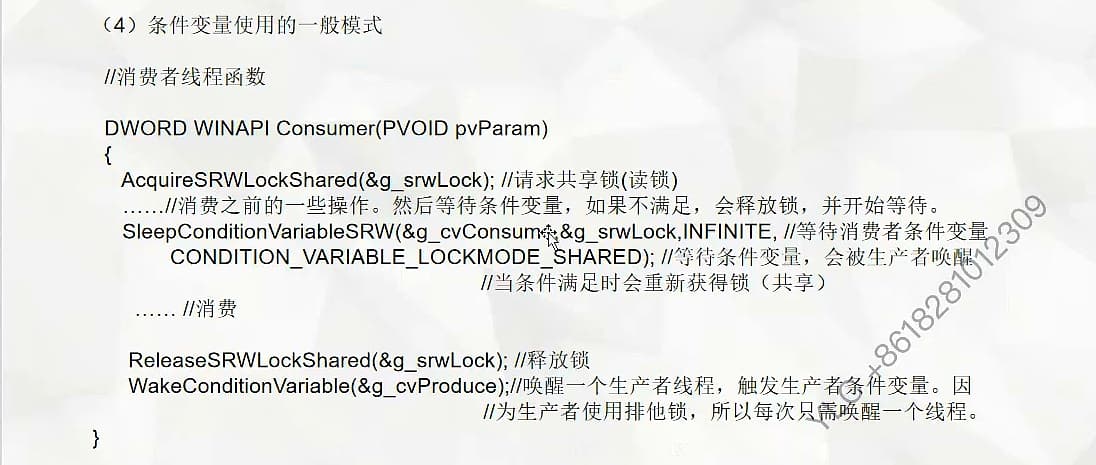 （4）条件变量使用的一般模式
//消费者线程函数
DWORD WINAPI Consumer(PVOID pvParam)
{
AcquireSRWLockShared(&g_srwLock); //请求共享锁(读锁)
……//消费之前的一些操作。然后等待条件变量，如果不满足，会释放锁，并开始等待。
SleepConditionVariableSRW(&g_cvConsum &g_srwLock,INFINITE, //等待消费者条件变量
CONDITION_VARIABLE_LOCKMODE_SHARED); //等待条件变量，会被生产者唤醒
//当条件满足时会重新获得锁（共享）
…… //消费
ReleaseSRWLockShared(&g_srwLock); //释放锁
WakeConditionVariable(&g_cvProduce);//唤醒一个生产者线程，触发生产者条件变量。因
//为生产者使用排他锁，所以每次只需唤醒一个线程。
}
+8618281012309